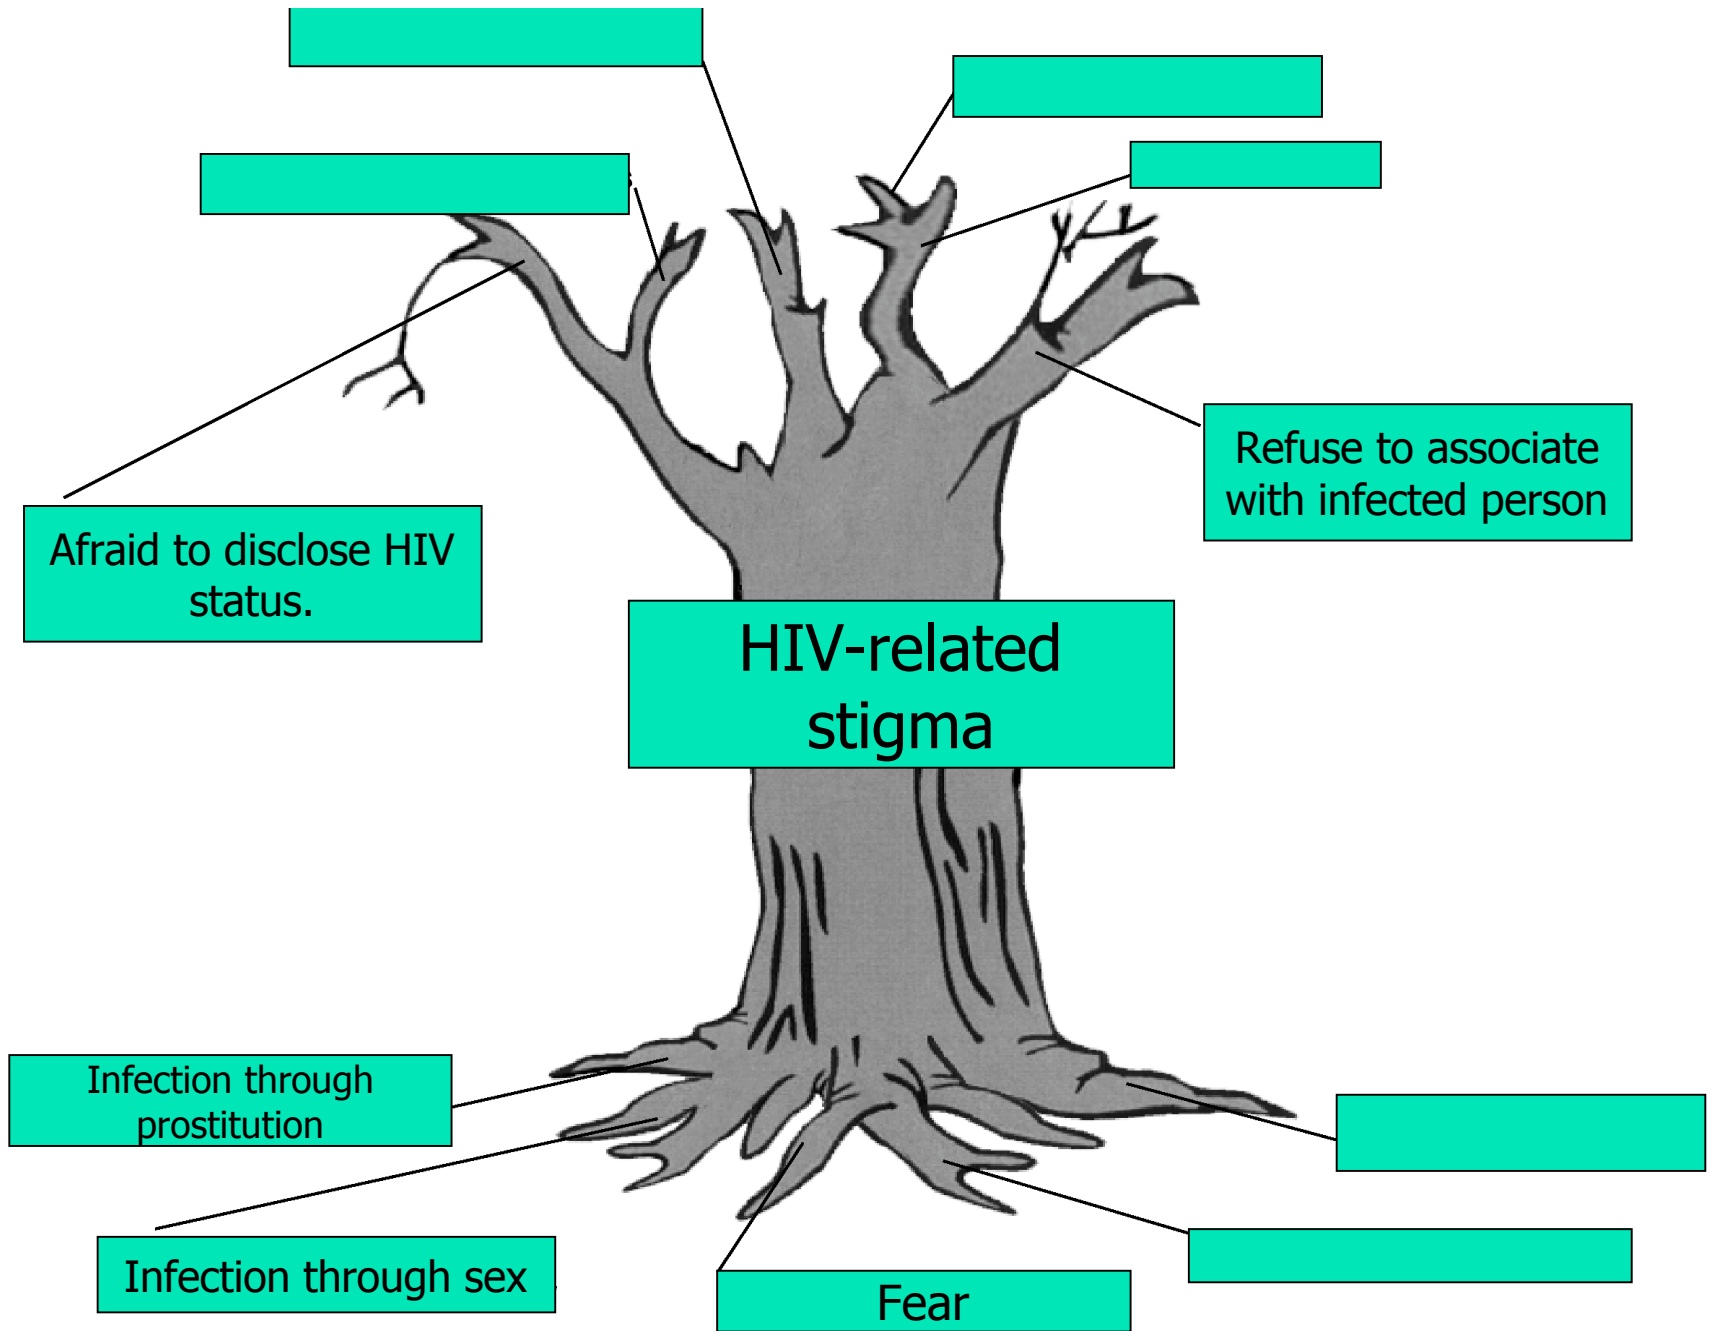 Refuse to associate
with infected person
Afraid to disclose HIV
status.
HIV-related
stigma
Infection through
prostitution
Infection through sex
Fear